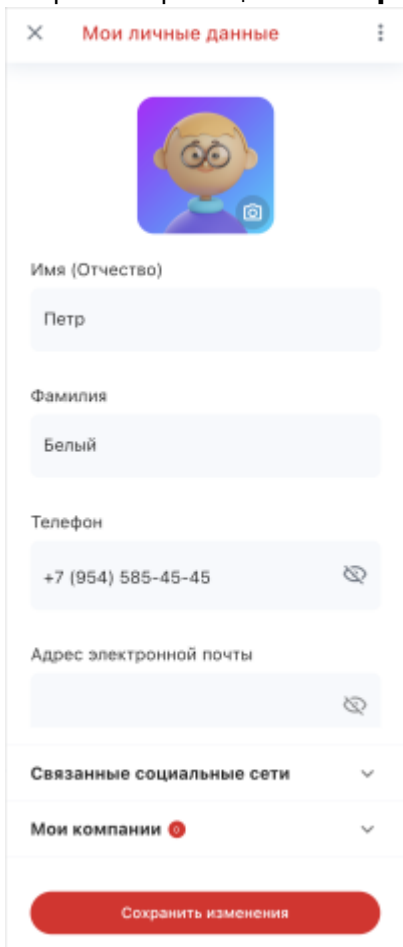 Мои личные данные
Имя (Отчество)
Петр
Фамилия
Белый
Телефон
+7 (954) 585-45-45
Адрес электронной почты
Связанные социальные сети
Мои компании 0
Сохранить изменения